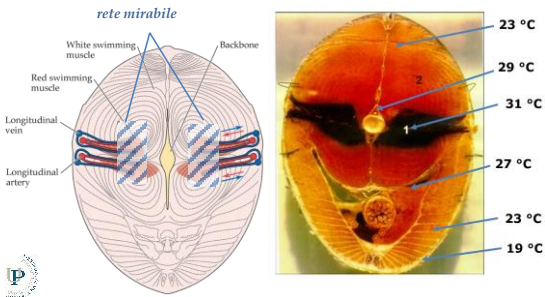 rete mirabile
White swimming
muscle
Backbone
Red swimming
muscle
Longitudinal
vein
Longitudinal
artery
P
23 °C
29 °C
31 °C
27 °C
23 °C
19 °C
2
1